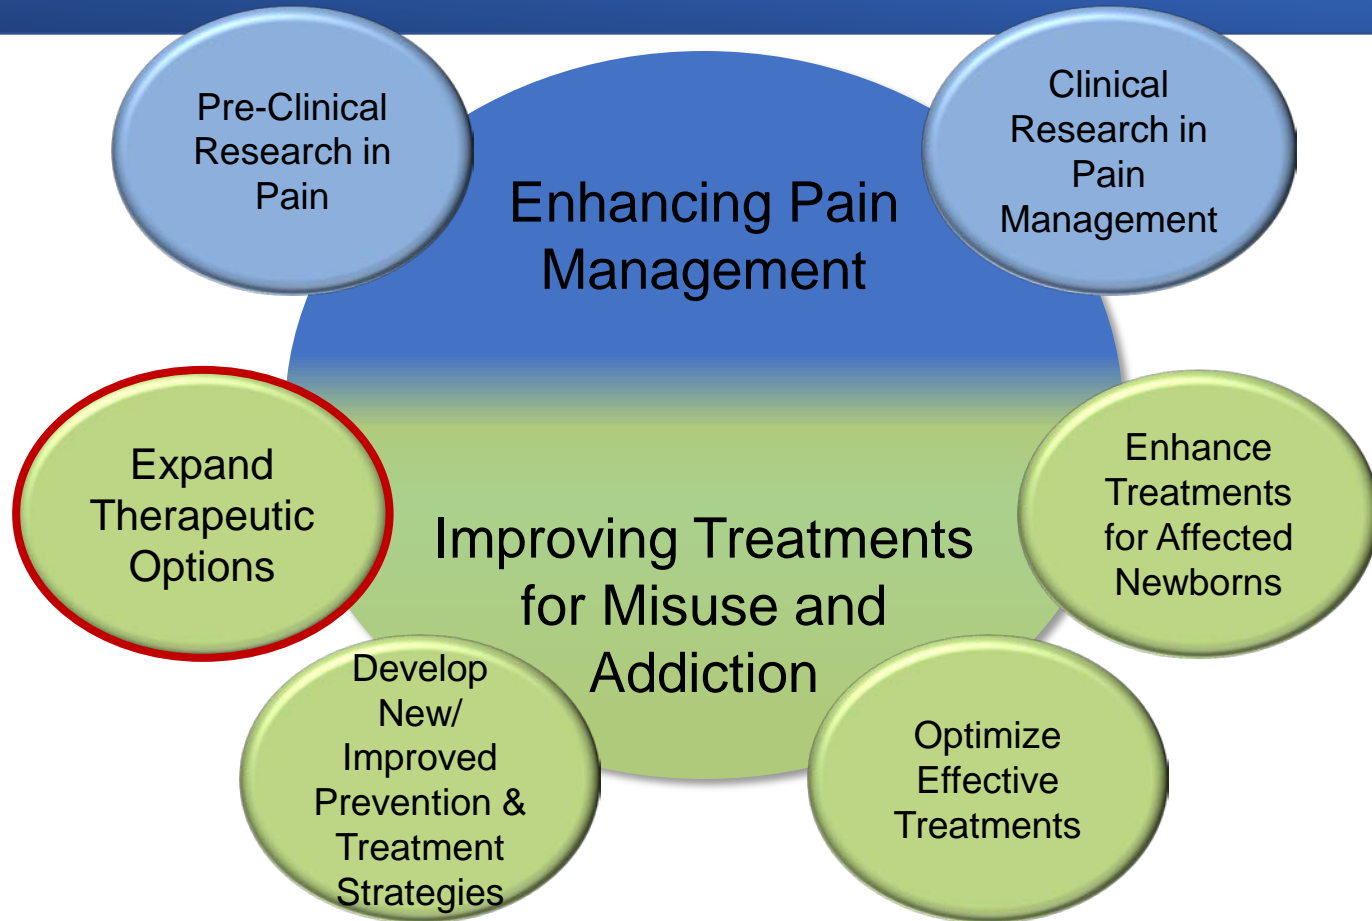 Pre-Clinical
Research in
Pain
Clinical
Research in
Pain
Management
Enhancing Pain
Management
Expand
Therapeutic
Options
Enhance
Treatments
for Affected
Newborns
Improving Treatments
for Misuse and
Addiction
Develop
New/
Improved
Prevention &
Treatment
Strategies
Optimize
Effective
Treatments